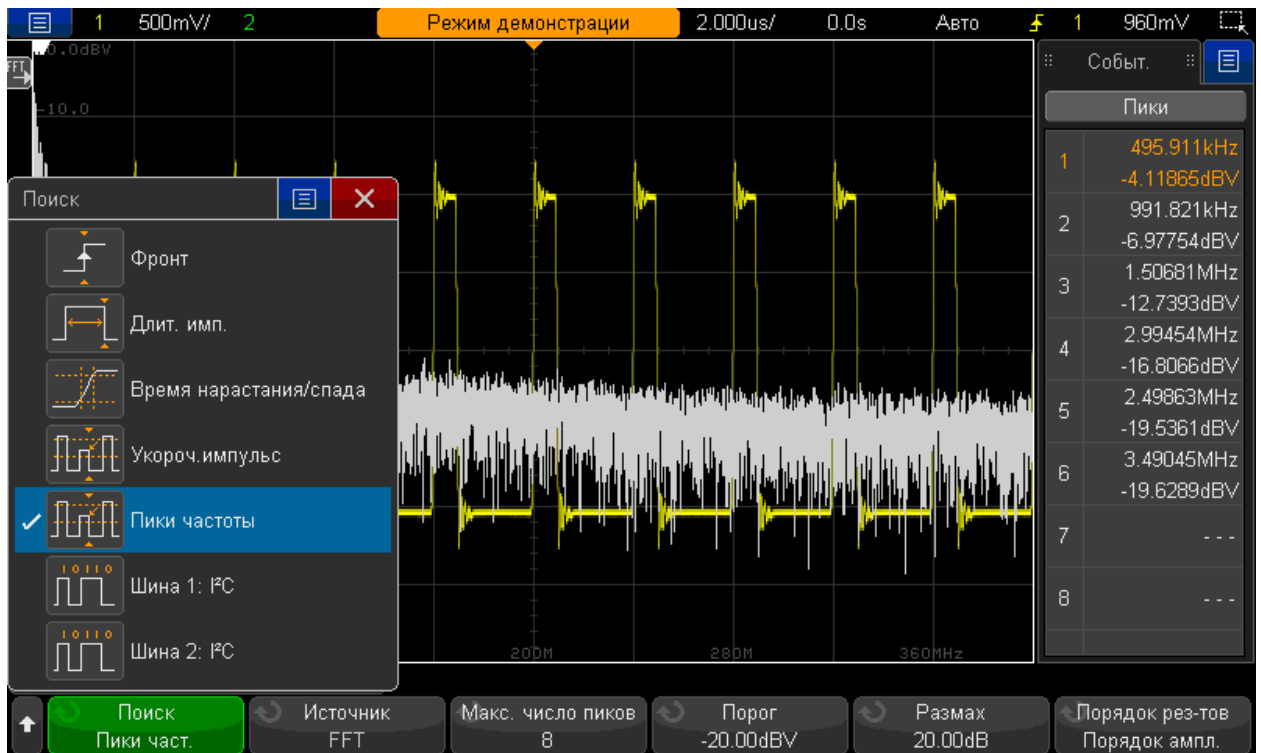 1 500mV/ 2 Режим демонстрации 2.000us/ 0.0s Авто 1 960mV
0.0dBV
FFT
-10.0
Событ.
Пики
1 495.911kHz
-4.11865dBV
2 991.821kHz
-6.97754dBV
3 1.50681MHz
-12.7393dBV
4 2.99454MHz
-16.8066dBV
5 2.49863MHz
-19.5361dBV
6 3.49045MHz
-19.6289dBV
7 ---
8 ---
Поиск
Фронт
Длит. имп.
Время нарастания/спада
Укороч.импульс
Пики частоты
10110
Шина 1: I²C
10110
Шина 2: I²C
200M 280M 360MHz
Поиск
Пики част.
Источник
FFT
Макс. число пиков
8
Порог
-20.00dBV
Размах
20.00dB
Порядок рез-тов
Порядок ампл.